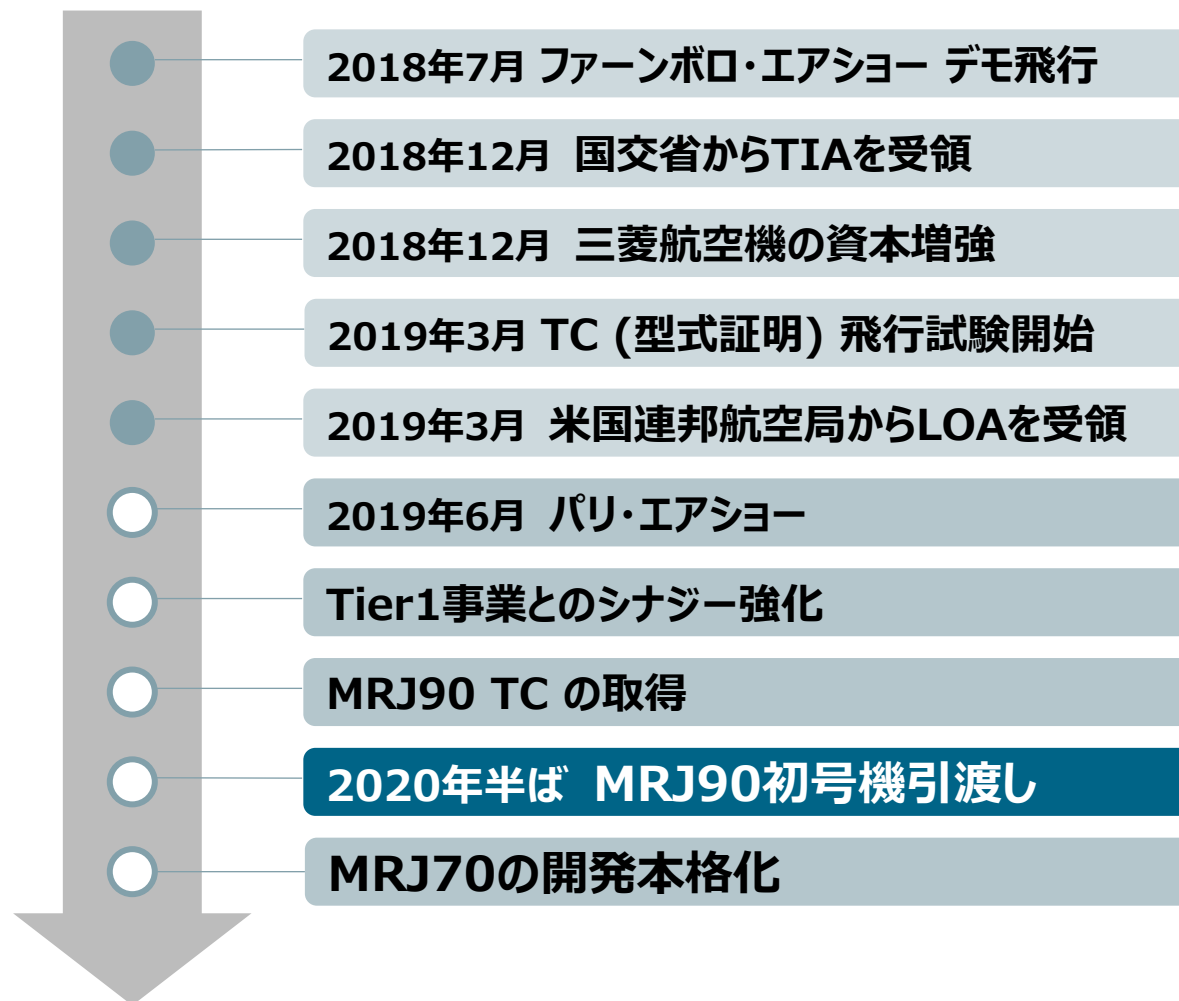 2018年7月 ファーンボロ・エアショー デモ飛行
2018年12月 国交省からTIAを受領
2018年12月 三菱航空機の資本増強
2019年3月 TC (型式証明) 飛行試験開始
2019年3月 米国連邦航空局からLOAを受領
2019年6月 パリ・エアショー
Tier1事業とのシナジー強化
MRJ90 TC の取得
2020年半ば MRJ90初号機引渡し
MRJ70の開発本格化